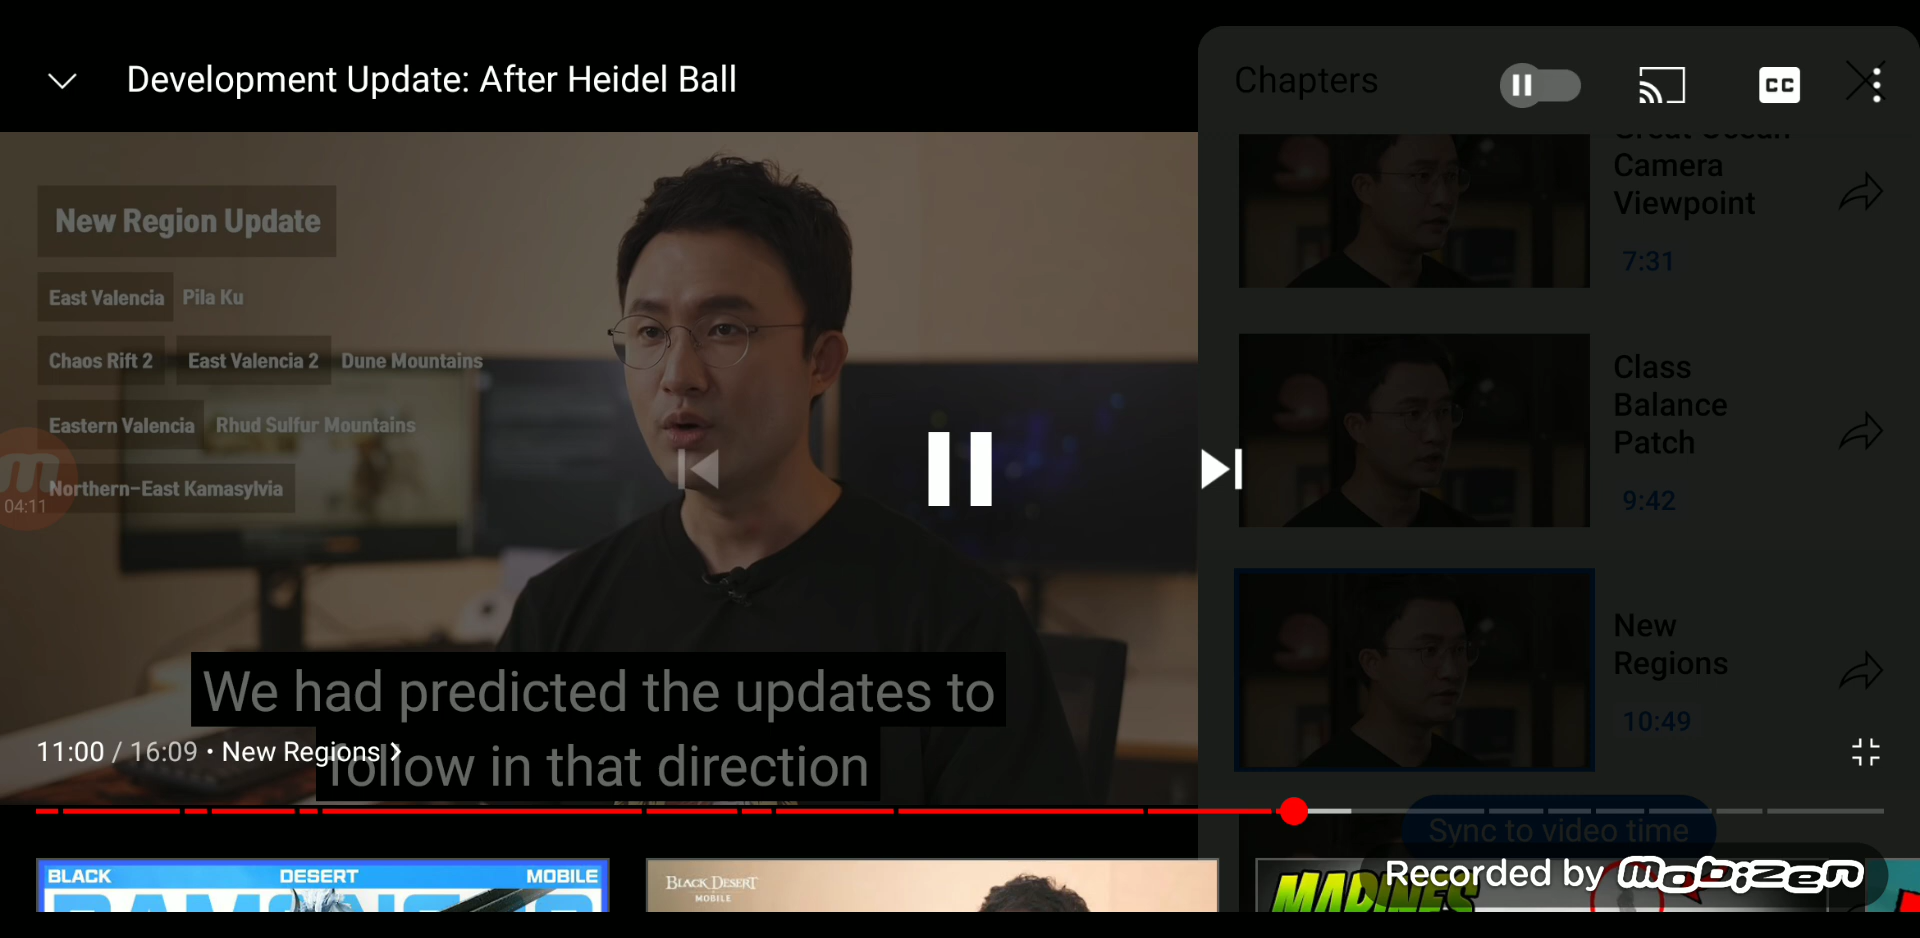 Development Update: After Heidel Ball
Chapters
CC
New Region Update
East Valencia Pila Ku
Chaos Rift 2 East Valencia 2 Dune Mountains
Eastern Valencia Rhud Sulfur Mountains
Northern-East Kamasylvia
04:11
We had predicted the updates to
follow in that direction
11:00 / 16:09 • New Regions
Great Ocean
Camera
Viewpoint
7:31
Class
Balance
Patch
9:42
New
Regions
10:49
Sync to video time
Recorded by mobizen
BLACK DESERT MOBILE
BLACK DESERT
MOBILE